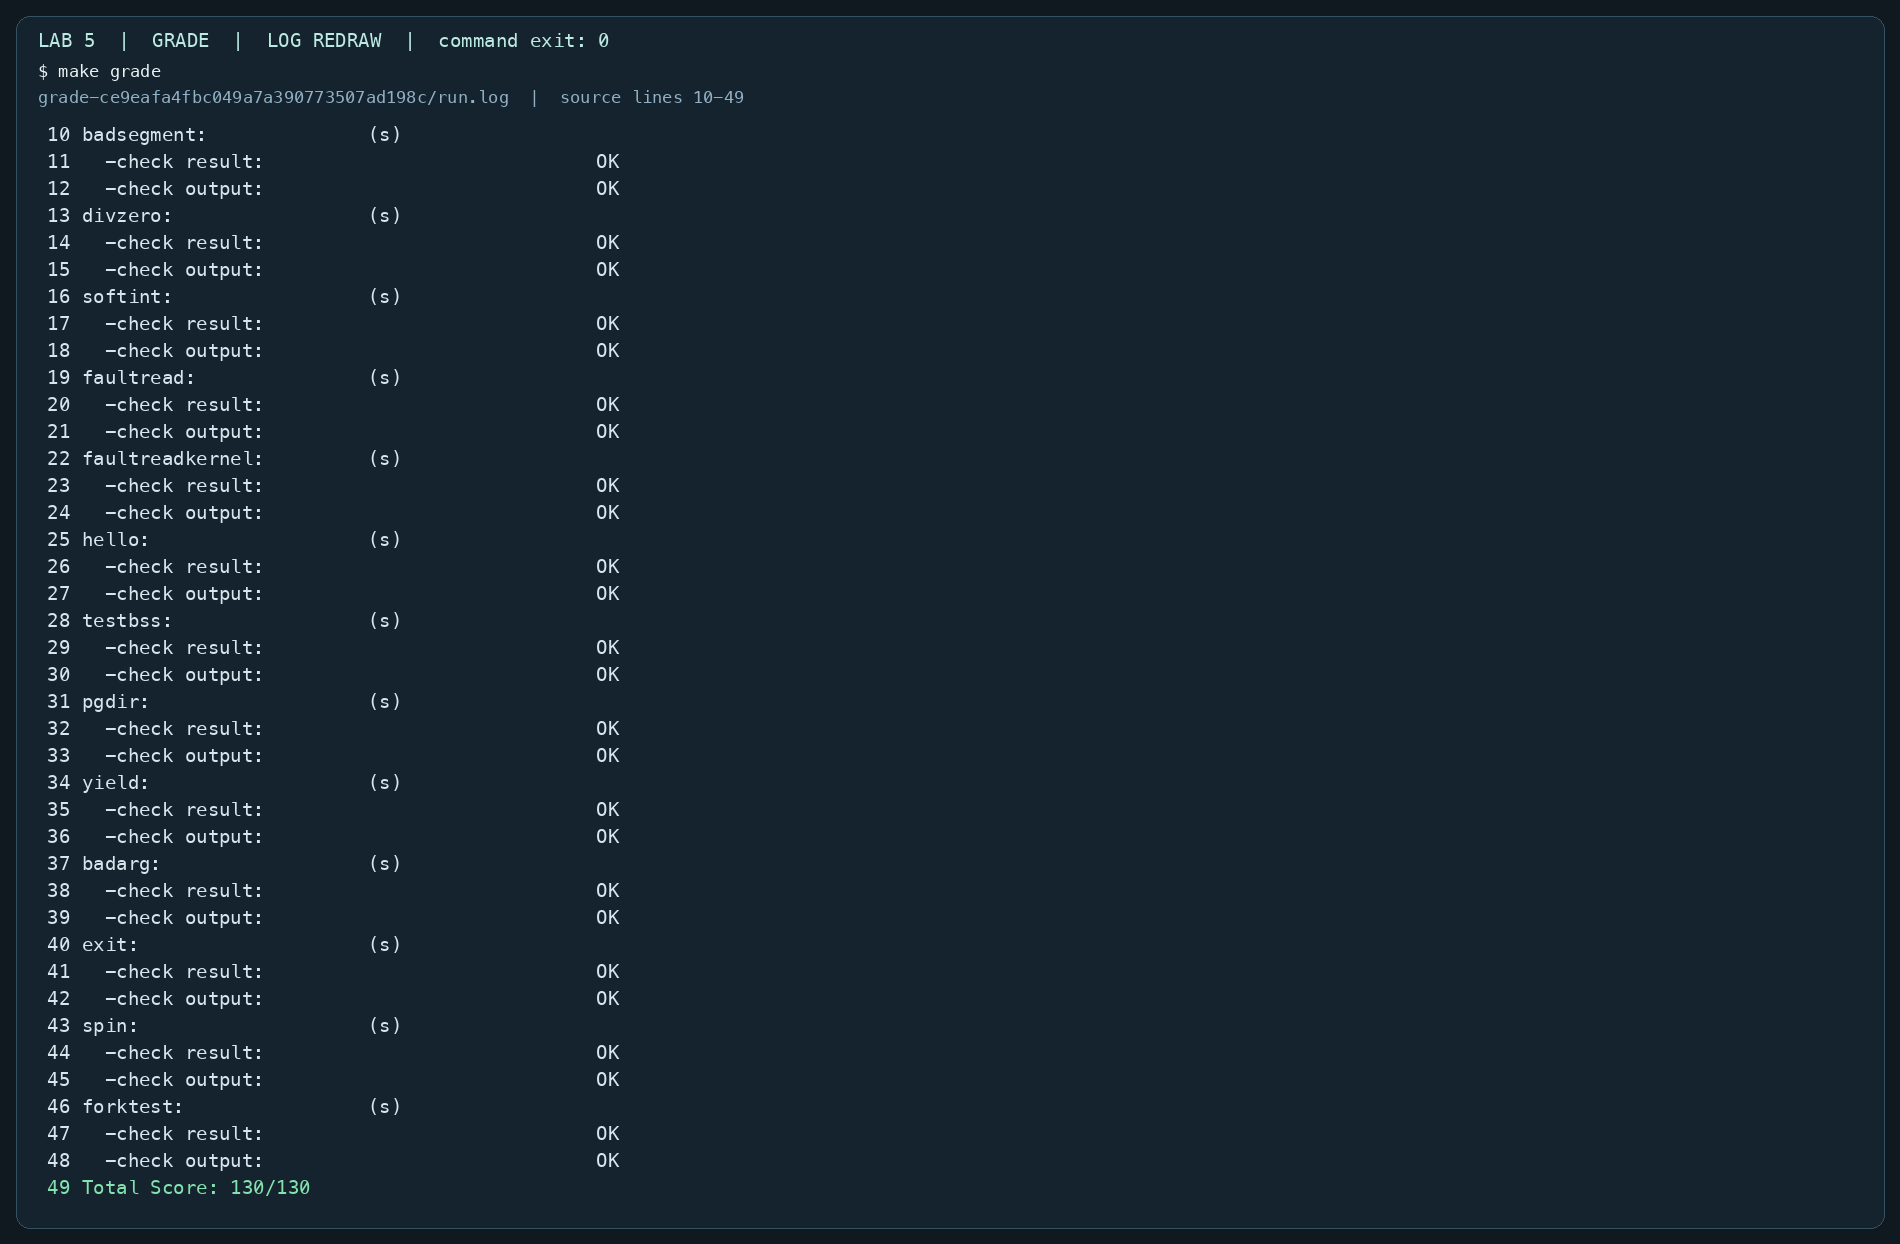 LAB 5  |  GRADE  |  LOG REDRAW  |  command exit: 0
$ make grade
grade−ce9eafa4fbc049a7a390773507ad198c/run.log  |  source lines 10−49
10 badsegment:              (s)
11   −check result:                             OK
12   −check output:                             OK
13 divzero:                 (s)
14   −check result:                             OK
15   −check output:                             OK
16 softint:                 (s)
17   −check result:                             OK
18   −check output:                             OK
19 faultread:               (s)
20   −check result:                             OK
21   −check output:                             OK
22 faultreadkernel:         (s)
23   −check result:                             OK
24   −check output:                             OK
25 hello:                   (s)
26   −check result:                             OK
27   −check output:                             OK
28 testbss:                 (s)
29   −check result:                             OK
30   −check output:                             OK
31 pgdir:                   (s)
32   −check result:                             OK
33   −check output:                             OK
34 yield:                   (s)
35   −check result:                             OK
36   −check output:                             OK
37 badarg:                  (s)
38   −check result:                             OK
39   −check output:                             OK
40 exit:                    (s)
41   −check result:                             OK
42   −check output:                             OK
43 spin:                    (s)
44   −check result:                             OK
45   −check output:                             OK
46 forktest:                (s)
47   −check result:                             OK
48   −check output:                             OK
49 Total Score: 130/130